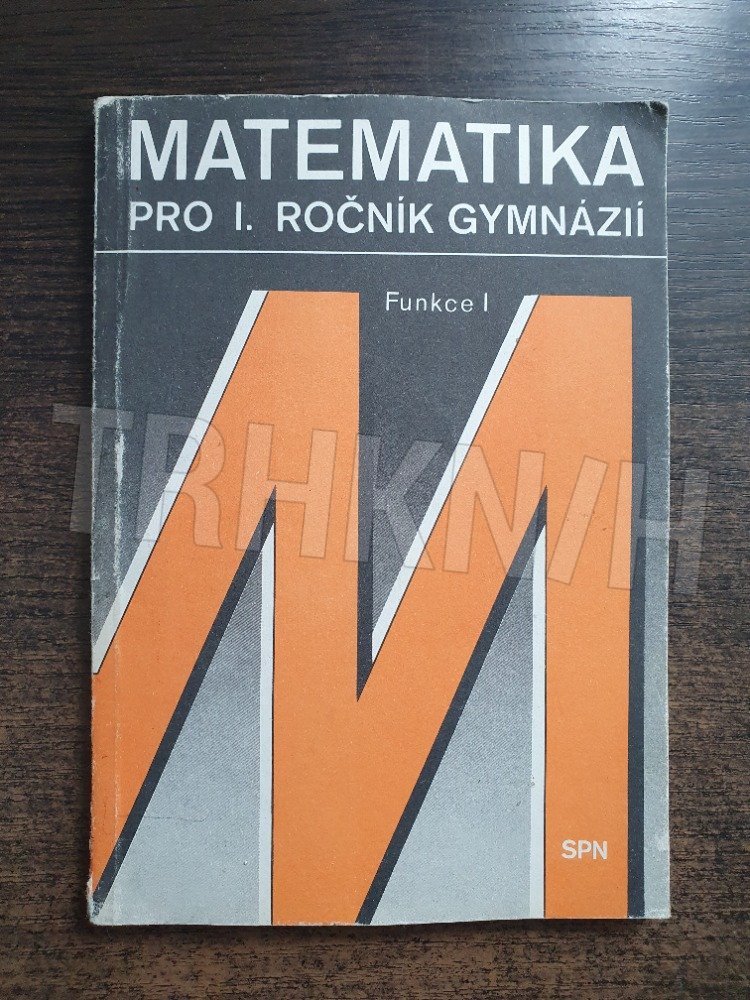 MATEMATIKA
PRO I. ROČNÍK GYMNÁZIÍ
Funkce I
TRHKNIH
SPN